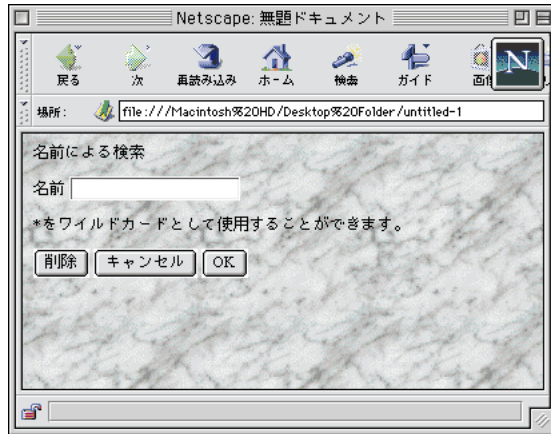 Netscape: 無題ドキュメント
戻る 次 再読み込み ホーム 検索 ガイド
N
場所: file:///Macintosh%20HD/Desktop%20Folder/untitled-1
名前による検索
名前
*をワイルドカードとして使用することができます。
削除 キャンセル OK